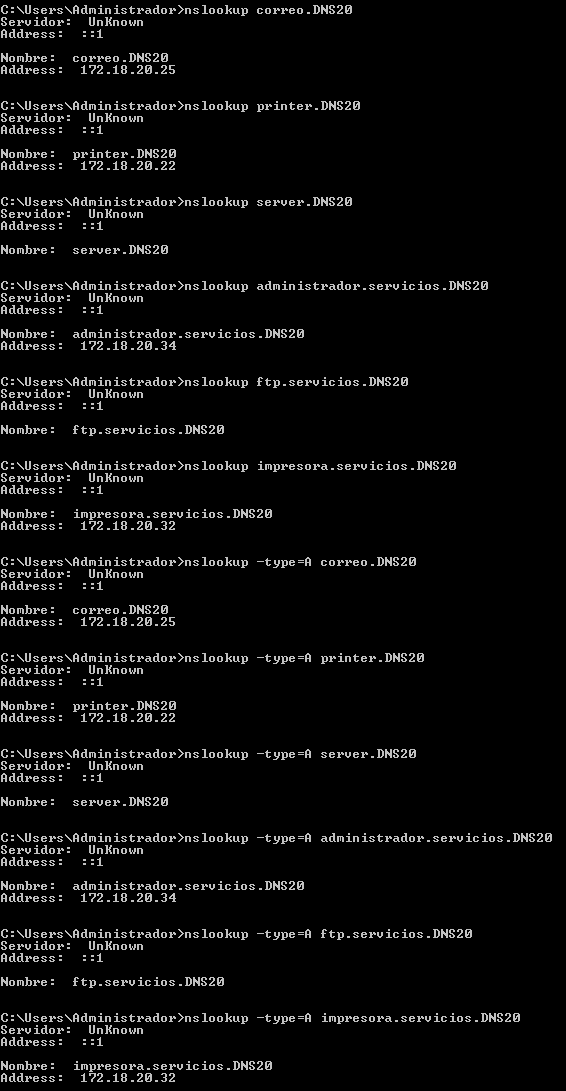 C:\Users\Administrador>nslookup correo.DNS20
Servidor:  UnKnown
Address:  ::1
Nombre:  correo.DNS20
Address:  172.18.20.25
C:\Users\Administrador>nslookup printer.DNS20
Servidor:  UnKnown
Address:  ::1
Nombre:  printer.DNS20
Address:  172.18.20.22
C:\Users\Administrador>nslookup server.DNS20
Servidor:  UnKnown
Address:  ::1
Nombre:  server.DNS20
C:\Users\Administrador>nslookup administrador.servicios.DNS20
Servidor:  UnKnown
Address:  ::1
Nombre:  administrador.servicios.DNS20
Address:  172.18.20.34
C:\Users\Administrador>nslookup ftp.servicios.DNS20
Servidor:  UnKnown
Address:  ::1
Nombre:  ftp.servicios.DNS20
C:\Users\Administrador>nslookup impresora.servicios.DNS20
Servidor:  UnKnown
Address:  ::1
Nombre:  impresora.servicios.DNS20
Address:  172.18.20.32
C:\Users\Administrador>nslookup -type=A correo.DNS20
Servidor:  UnKnown
Address:  ::1
Nombre:  correo.DNS20
Address:  172.18.20.25
C:\Users\Administrador>nslookup -type=A printer.DNS20
Servidor:  UnKnown
Address:  ::1
Nombre:  printer.DNS20
Address:  172.18.20.22
C:\Users\Administrador>nslookup -type=A server.DNS20
Servidor:  UnKnown
Address:  ::1
Nombre:  server.DNS20
C:\Users\Administrador>nslookup -type=A administrador.servicios.DNS20
Servidor:  UnKnown
Address:  ::1
Nombre:  administrador.servicios.DNS20
Address:  172.18.20.34
C:\Users\Administrador>nslookup -type=A ftp.servicios.DNS20
Servidor:  UnKnown
Address:  ::1
Nombre:  ftp.servicios.DNS20
C:\Users\Administrador>nslookup -type=A impresora.servicios.DNS20
Servidor:  UnKnown
Address:  ::1
Nombre:  impresora.servicios.DNS20
Address:  172.18.20.32